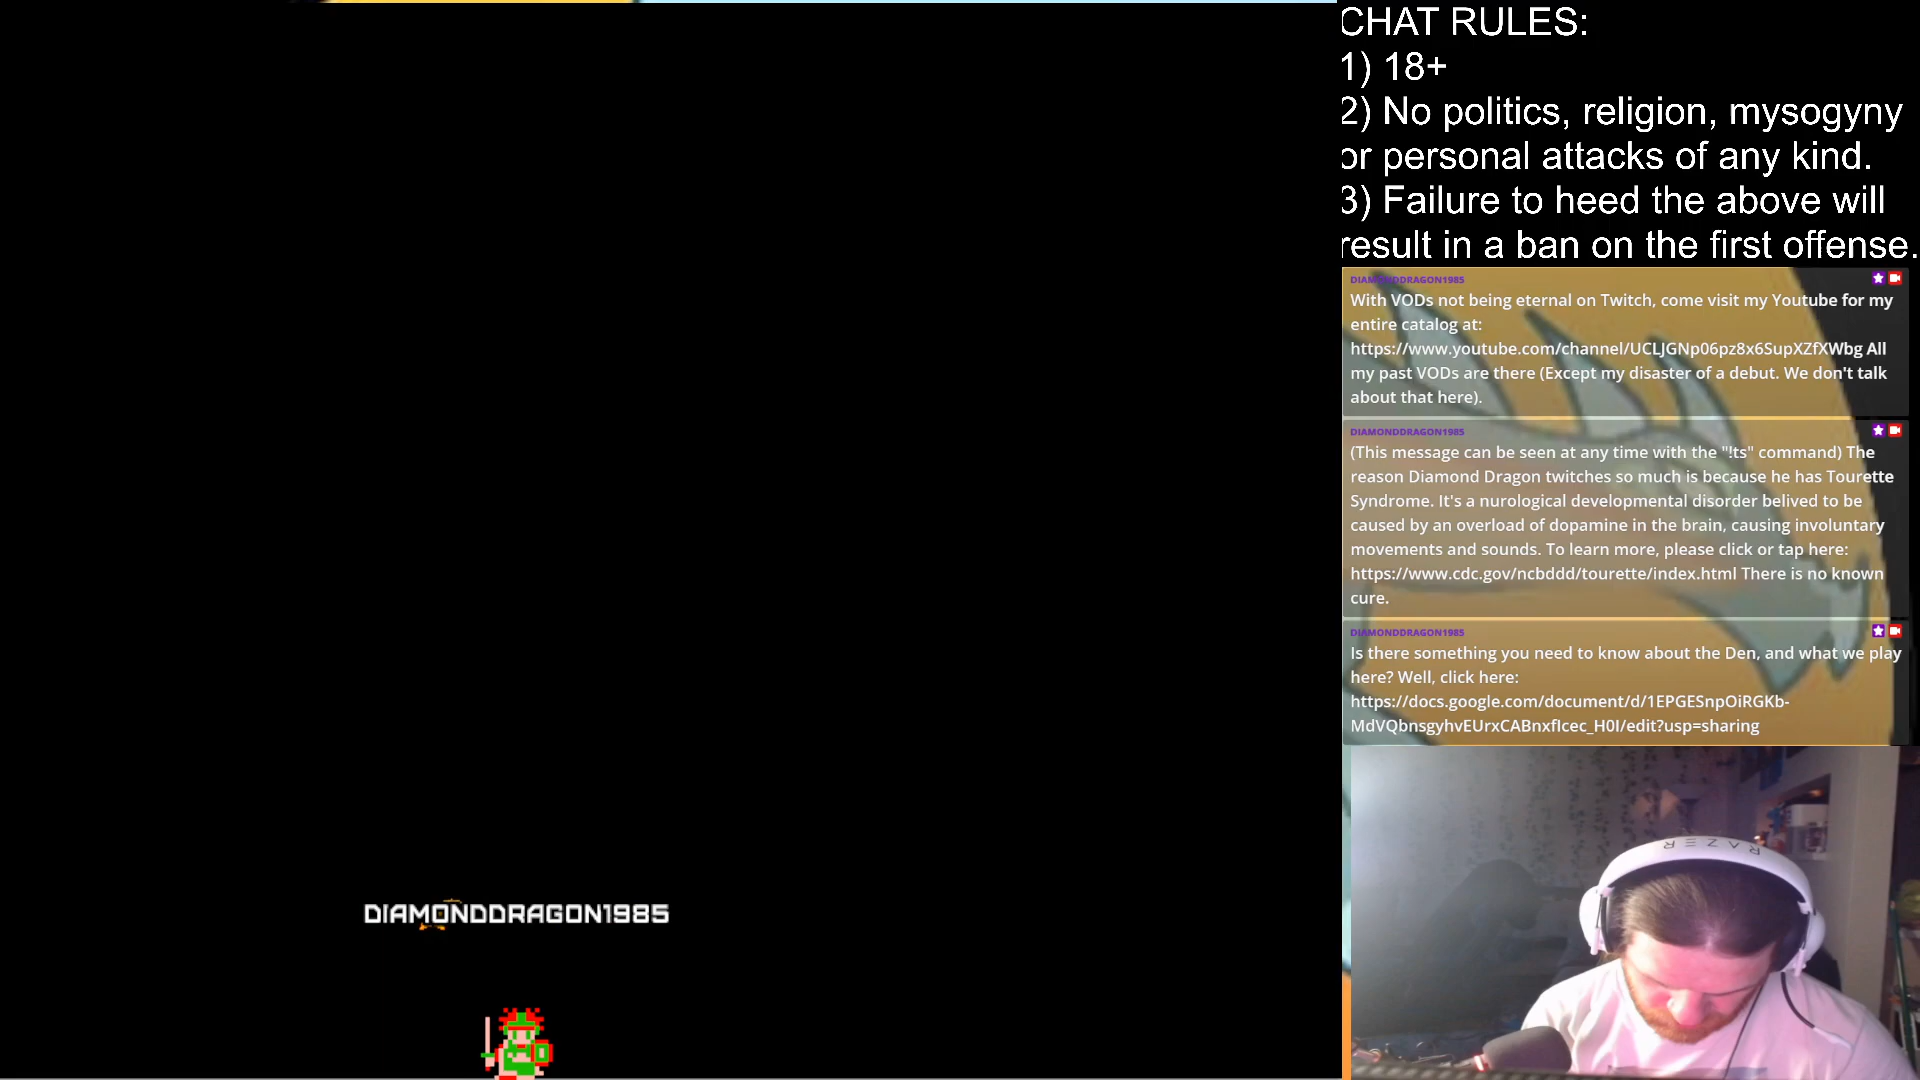 CHAT RULES:
1) 18+
2) No politics, religion, mysogyny
or personal attacks of any kind.
3) Failure to heed the above will
result in a ban on the first offense.
DIAMONDDRAGON1985
With VODs not being eternal on Twitch, come visit my Youtube for my
entire catalog at:
https://www.youtube.com/channel/UCLJGNp06pz8x6SupXZfXWbg All
my past VODs are there (Except my disaster of a debut. We don't talk
about that here).
DIAMONDDRAGON1985
(This message can be seen at any time with the "!ts" command) The
reason Diamond Dragon twitches so much is because he has Tourette
Syndrome. It's a nurological developmental disorder belived to be
caused by an overload of dopamine in the brain, causing involuntary
movements and sounds. To learn more, please click or tap here:
https://www.cdc.gov/ncbddd/tourette/index.html There is no known
cure.
DIAMONDDRAGON1985
Is there something you need to know about the Den, and what we play
here? Well, click here:
https://docs.google.com/document/d/1EPGESnpOiRGKb-
MdVQbnsgyhvEUrxCABnxfIcec_H0I/edit?usp=sharing
RAZER
DIAMONDDRAGON1985